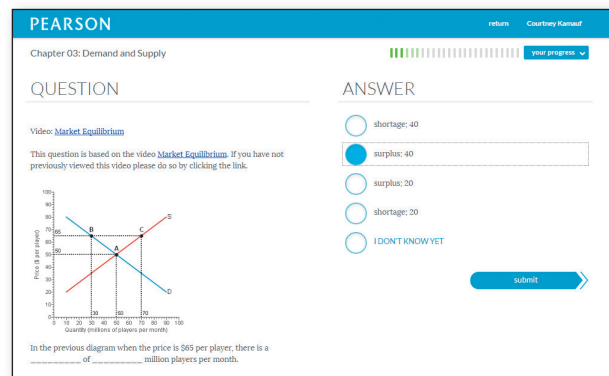 PEARSON
return Courtney Kamauf
Chapter 03: Demand and Supply
your progress
QUESTION
Video: Market Equilibrium
This question is based on the video Market Equilibrium. If you have not
previously viewed this video please do so by clicking the link.
100
90
80
70
60
50
40
30
20
10
0
65
50
Price ($ per player)
B
C
S
A
D
30
50
70
0 10 20 30 40 50 60 70 80 90 100
Quantity (millions of players per month)
In the previous diagram when the price is $65 per player, there is a
__________ of __________ million players per month.
ANSWER
shortage; 40
surplus; 40
surplus; 20
shortage; 20
I DON'T KNOW YET
submit